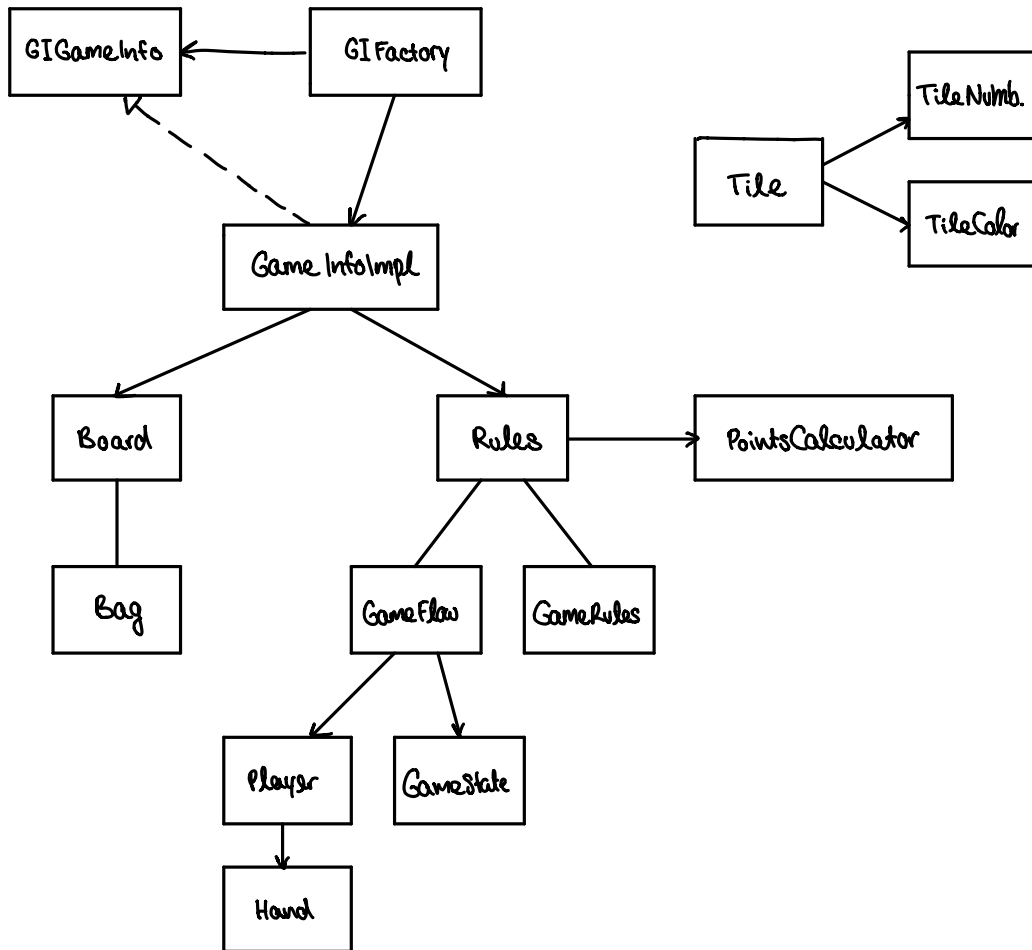 GIGameInfo
GIFactory
TileNumb.
Tile
TileColor
GameInfoImpl
Board
Rules
PointsCalculator
Bag
GameFlow
GameRules
Player
GameState
Hand